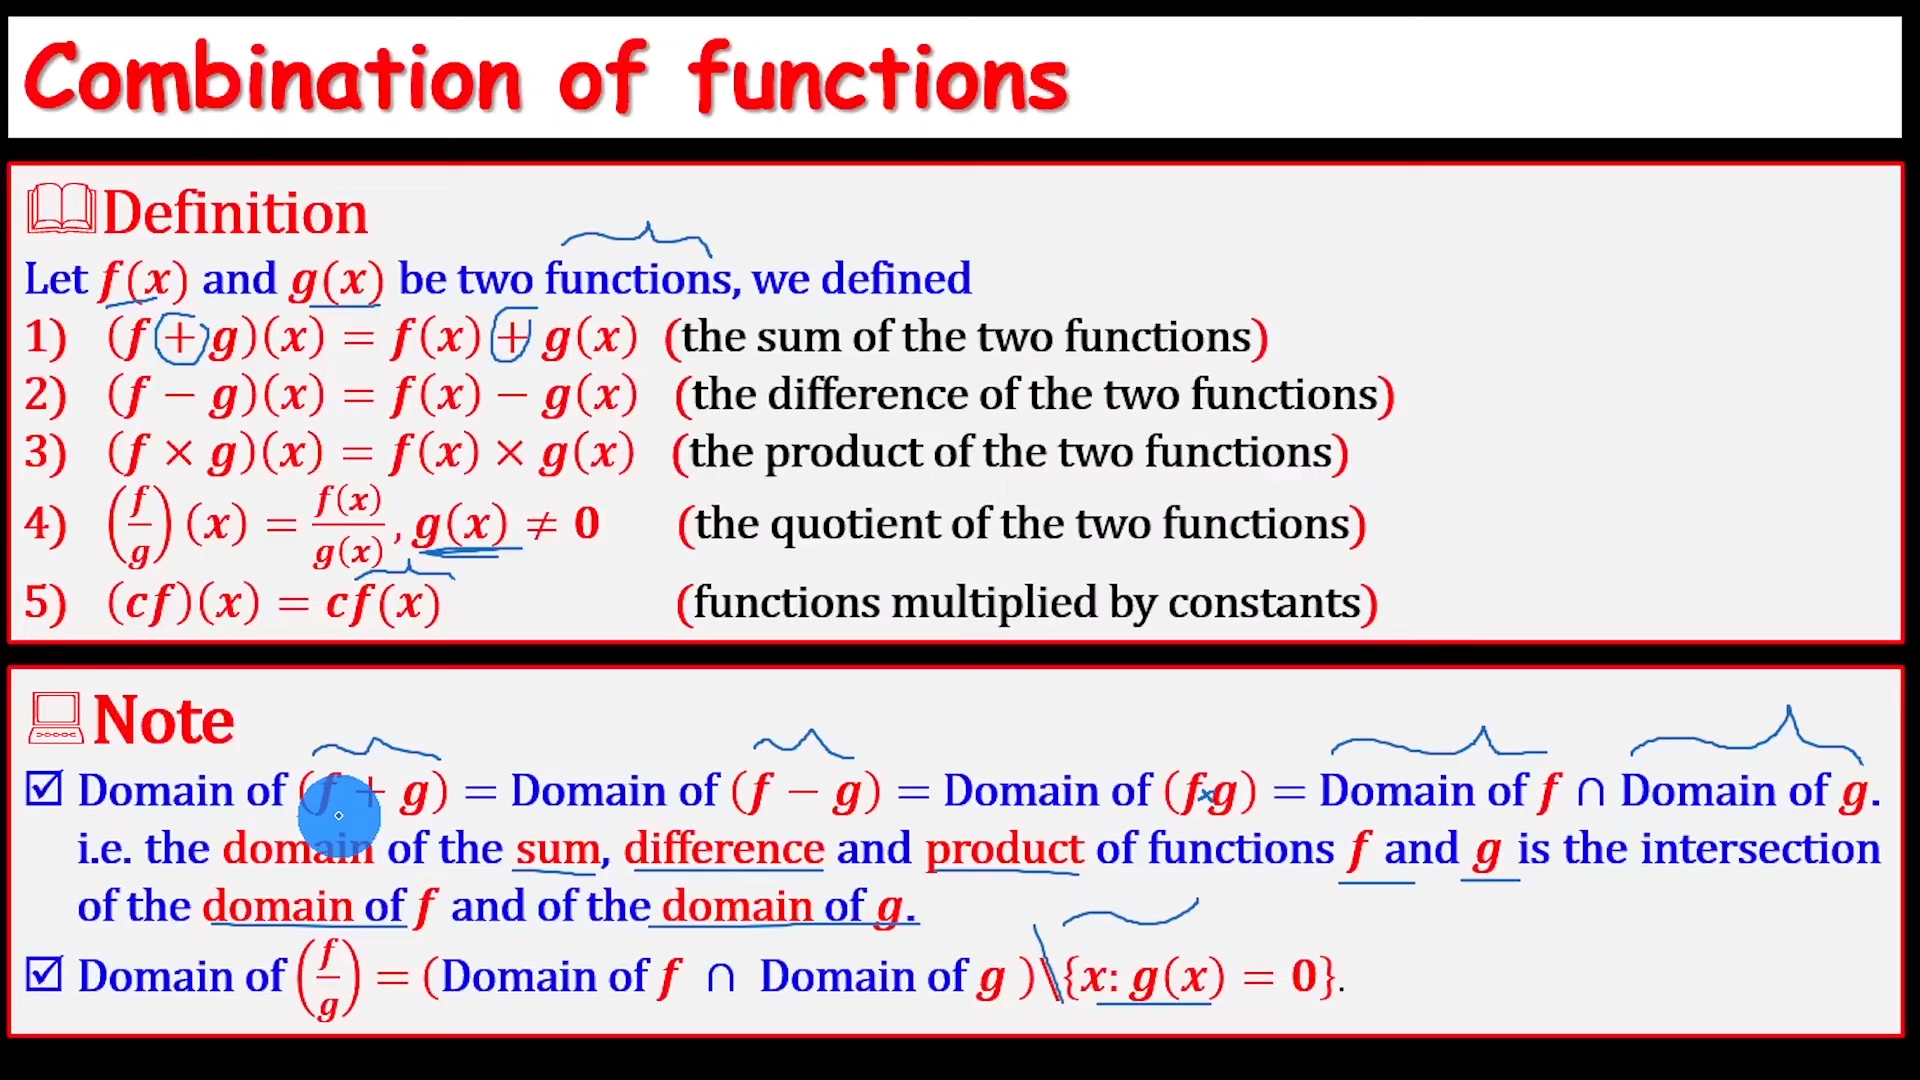 Combination of functions
Definition
Let f(x) and g(x) be two functions, we defined
1) (f + g)(x) = f(x) + g(x) (the sum of the two functions)
2) (f − g)(x) = f(x) − g(x) (the difference of the two functions)
3) (f × g)(x) = f(x) × g(x) (the product of the two functions)
4) (f/g)(x) = f(x)/g(x), g(x) ≠ 0 (the quotient of the two functions)
5) (cf)(x) = cf(x) (functions multiplied by constants)
Note
☑ Domain of (f + g) = Domain of (f − g) = Domain of (f×g) = Domain of f ∩ Domain of g.
i.e. the domain of the sum, difference and product of functions f and g is the intersection
of the domain of f and of the domain of g.
☑ Domain of (f/g) = (Domain of f ∩ Domain of g )\{x: g(x) = 0}.